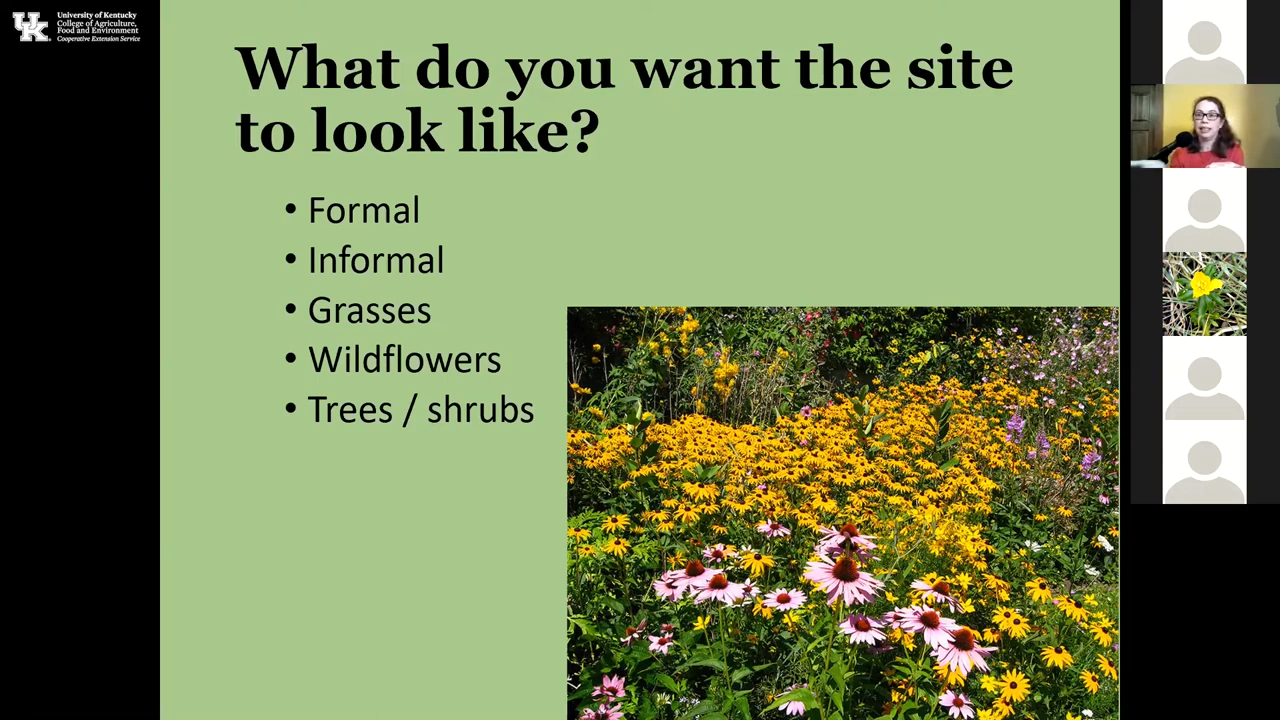 University of Kentucky
College of Agriculture,
Food and Environment
Cooperative Extension Service
UK
What do you want the site
to look like?
• Formal
• Informal
• Grasses
• Wildflowers
• Trees / shrubs